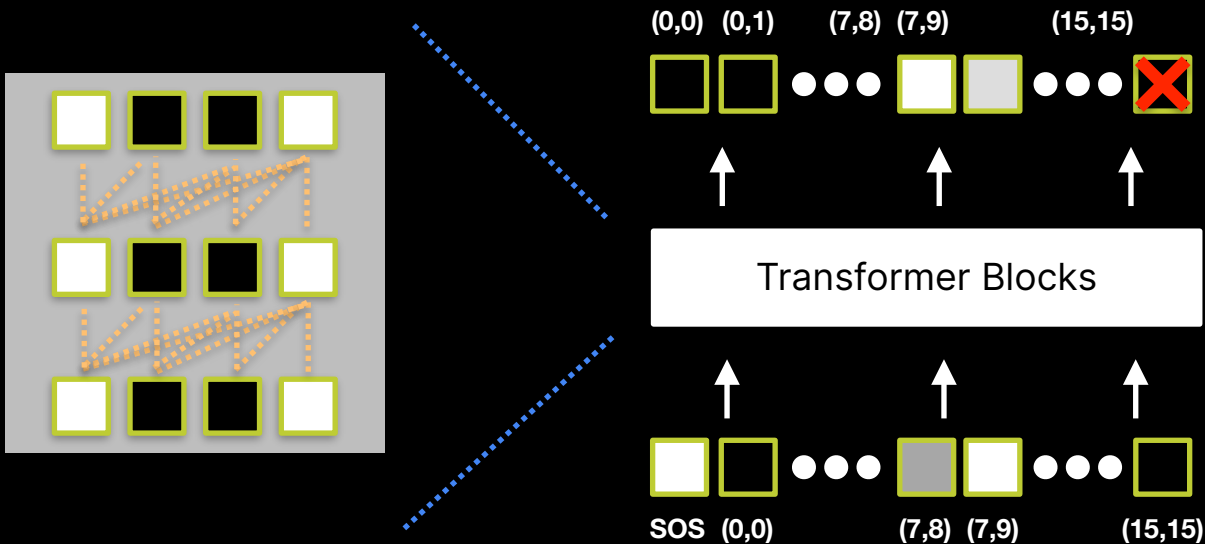 (0,0) (0,1) (7,8) (7,9) (15,15)
Transformer Blocks
SOS (0,0) (7,8) (7,9) (15,15)